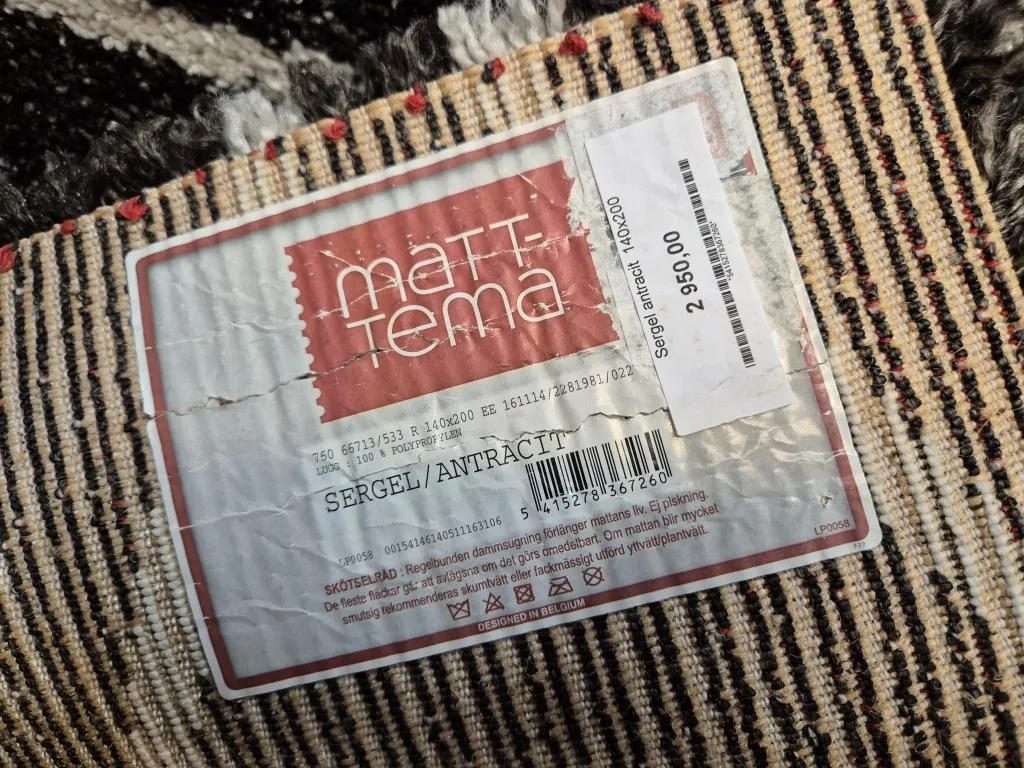 MATT-
TEMA
Sergel antracit 140x200
2 950,00
*5415278367260*
750 66713/533 R 140x200 EE 161114/2281981/022
LUGG : 100 % POLYPROPYLEN
SERGEL/ANTRACIT
5 415278 367260
LP0058 00154146140511163106
SKÖTSELRÅD : Regelbunden dammsugning förlänger mattans liv. Ej piskning.
De flesta fläckar går att avlägsna om det görs omedelbart. Om mattan blir mycket
smutsig rekommenderas skumtvätt eller fackmässigt utförd yttvätt/plantvätt.
DESIGNED IN BELGIUM
LP0058